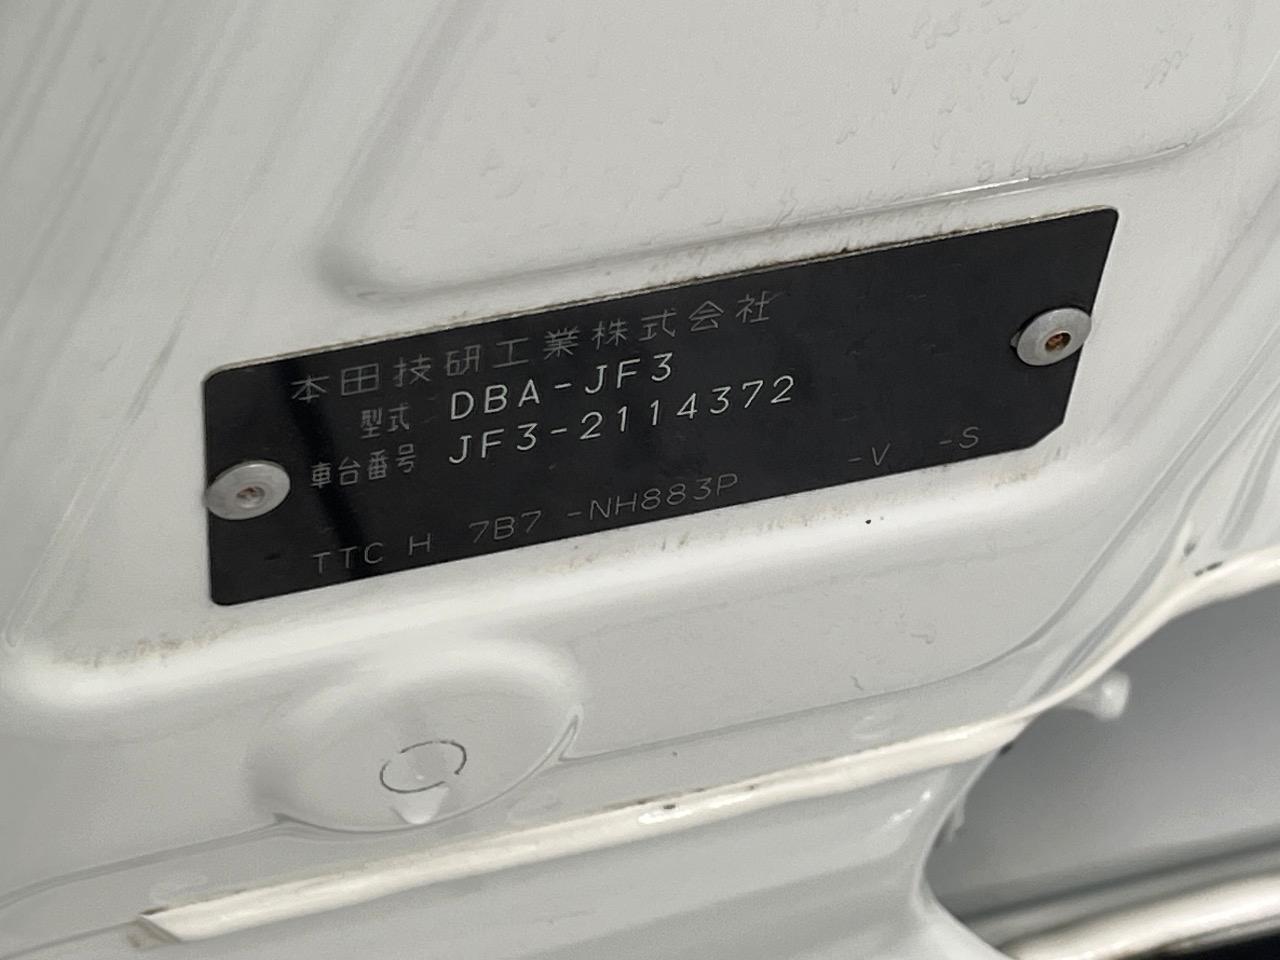 本田技研工業株式会社
型式 DBA-JF3
車台番号 JF3-2114372
TTC H 7B7 -NH883P -V -S